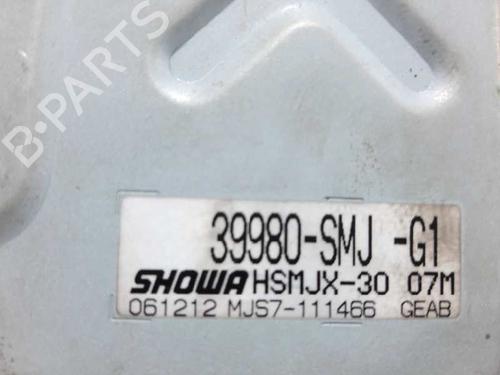 B-PARTS
39980-SMJ -G1
SHOWA HSMJX-30 07M
061212 MJS7-111466 GEAB